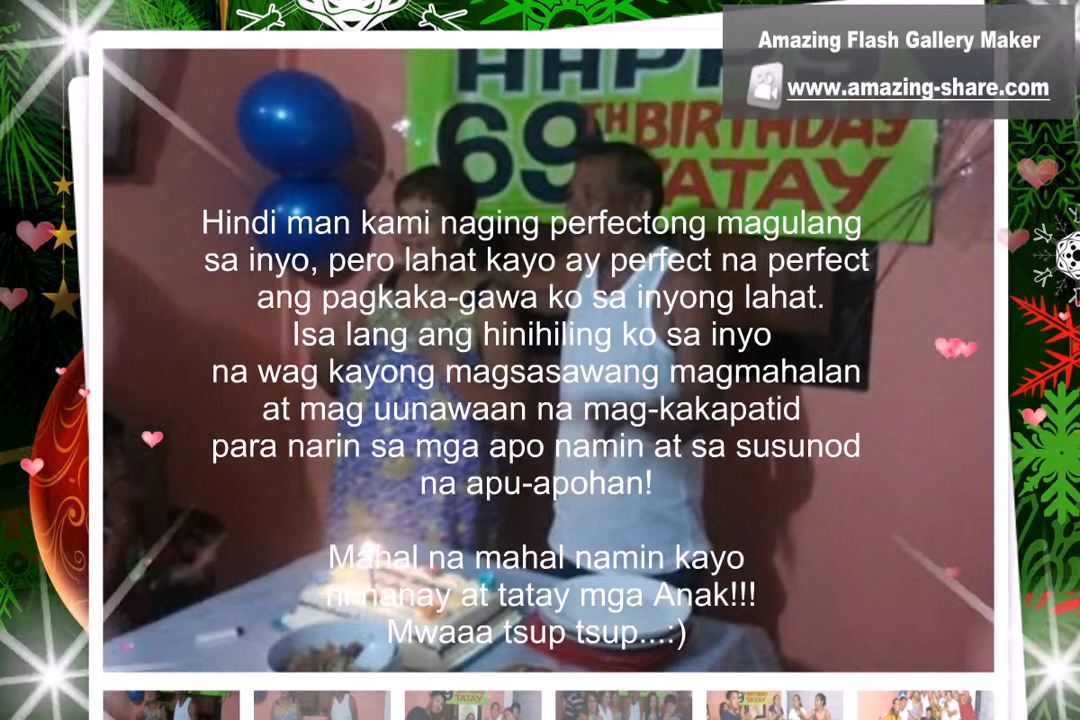 Amazing Flash Gallery Maker
www.amazing-share.com
HAPPY
69TH BIRTHDAY
TATAY
Hindi man kami naging perfectong magulang
sa inyo, pero lahat kayo ay perfect na perfect
ang pagkaka-gawa ko sa inyong lahat.
Isa lang ang hinihiling ko sa inyo
na wag kayong magsasawang magmahalan
at mag uunawaan na mag-kakapatid
para narin sa mga apo namin at sa susunod
na apu-apohan!
Mahal na mahal namin kayo
ni nanay at tatay mga Anak!!!
Mwaaa tsup tsup...:)